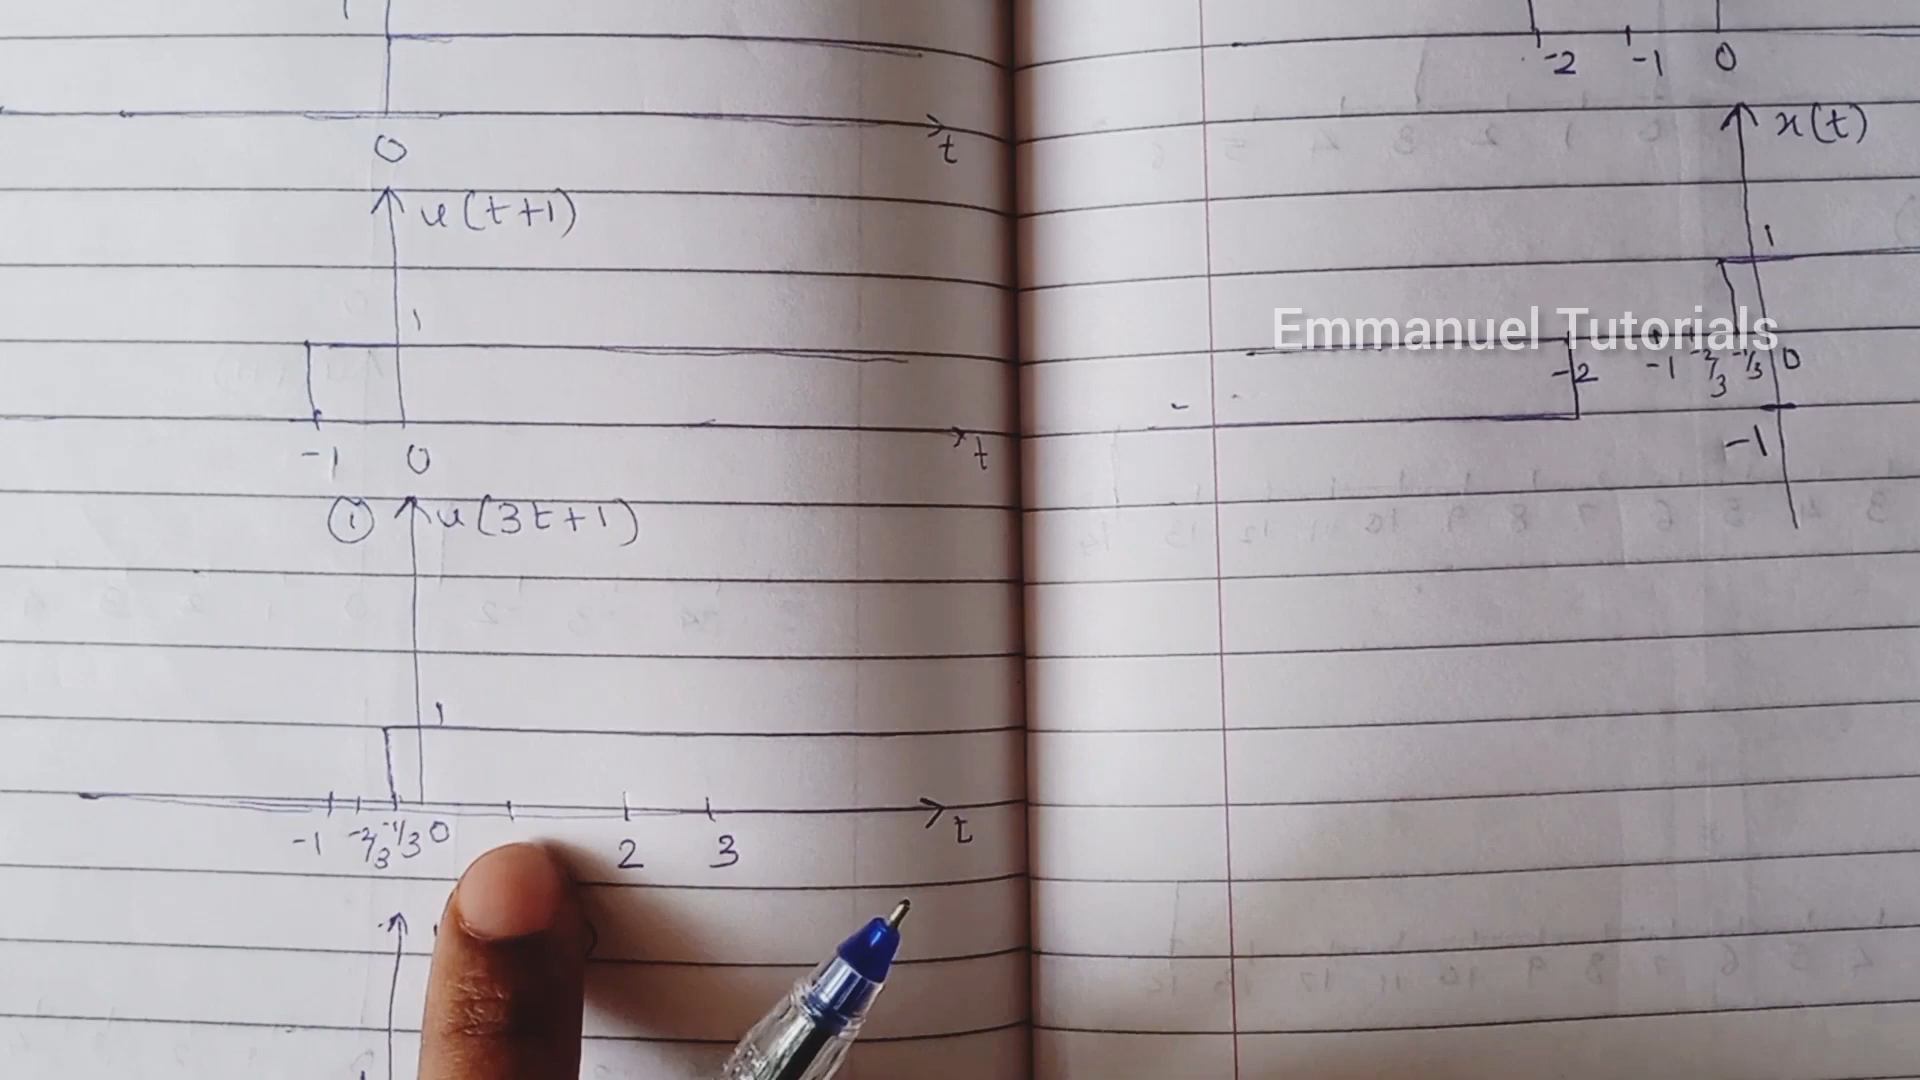 0
t
u(t+1)
1
-1 0
t
① u(3t+1)
1
-1 -2/3 -1/3 0 2 3
t
-2 -1 0
x(t)
1
Emmanuel Tutorials
-2 -1 -2/3 -1/3 0
-1